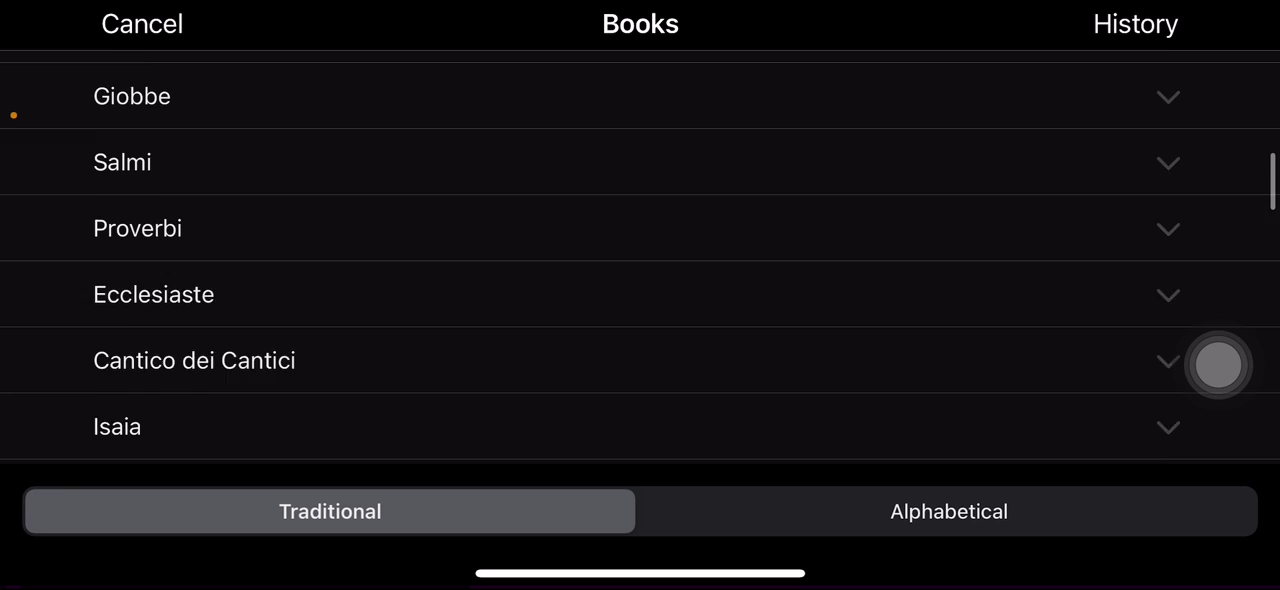 Cancel Books History
Giobbe
Salmi
Proverbi
Ecclesiaste
Cantico dei Cantici
Isaia
Traditional Alphabetical